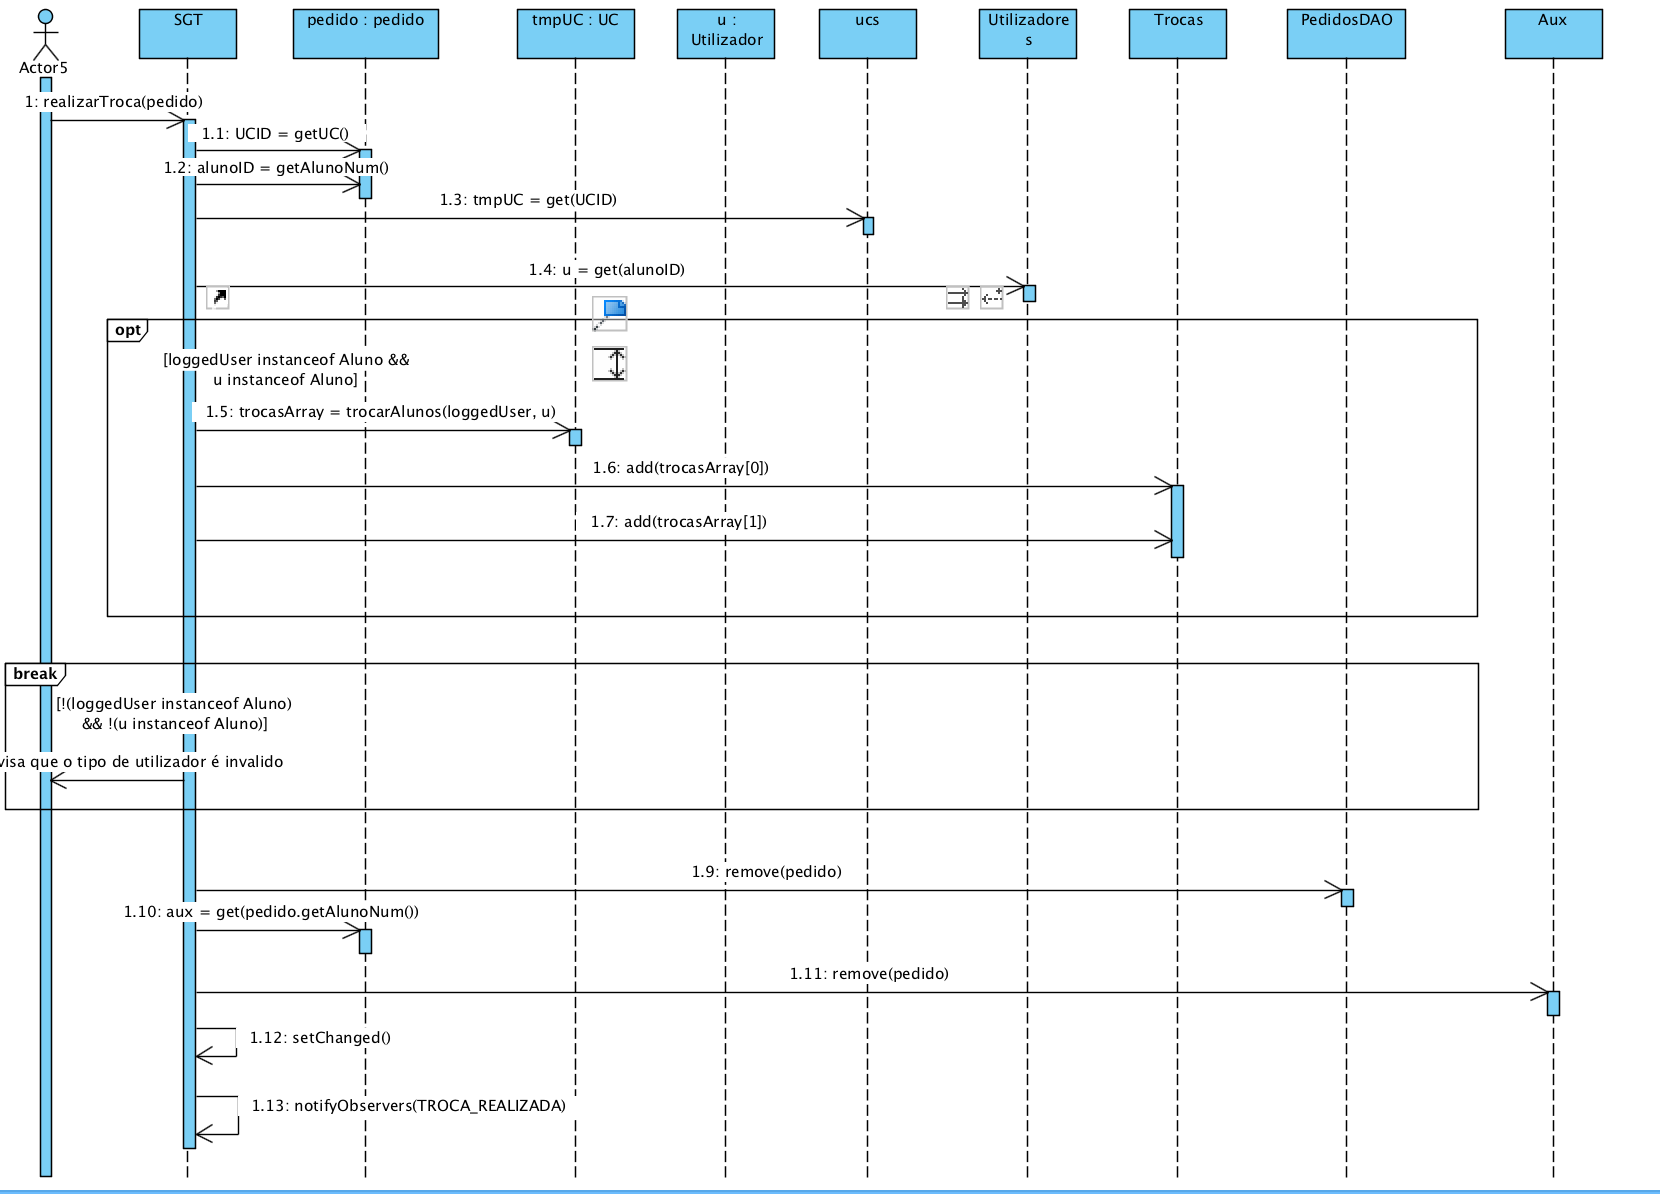 SGT
pedido : pedido
tmpUC : UC
u :
Utilizador
ucs
Utilizadore
s
Trocas
PedidosDAO
Aux
Actor5
1: realizarTroca(pedido)
1.1: UCID = getUC()
1.2: alunoID = getAlunoNum()
1.3: tmpUC = get(UCID)
1.4: u = get(alunoID)
opt
[loggedUser instanceof Aluno &&
u instanceof Aluno]
1.5: trocasArray = trocarAlunos(loggedUser, u)
1.6: add(trocasArray[0])
1.7: add(trocasArray[1])
break
[!(loggedUser instanceof Aluno)
&& !(u instanceof Aluno)]
visa que o tipo de utilizador é invalido
1.9: remove(pedido)
1.10: aux = get(pedido.getAlunoNum())
1.11: remove(pedido)
1.12: setChanged()
1.13: notifyObservers(TROCA_REALIZADA)